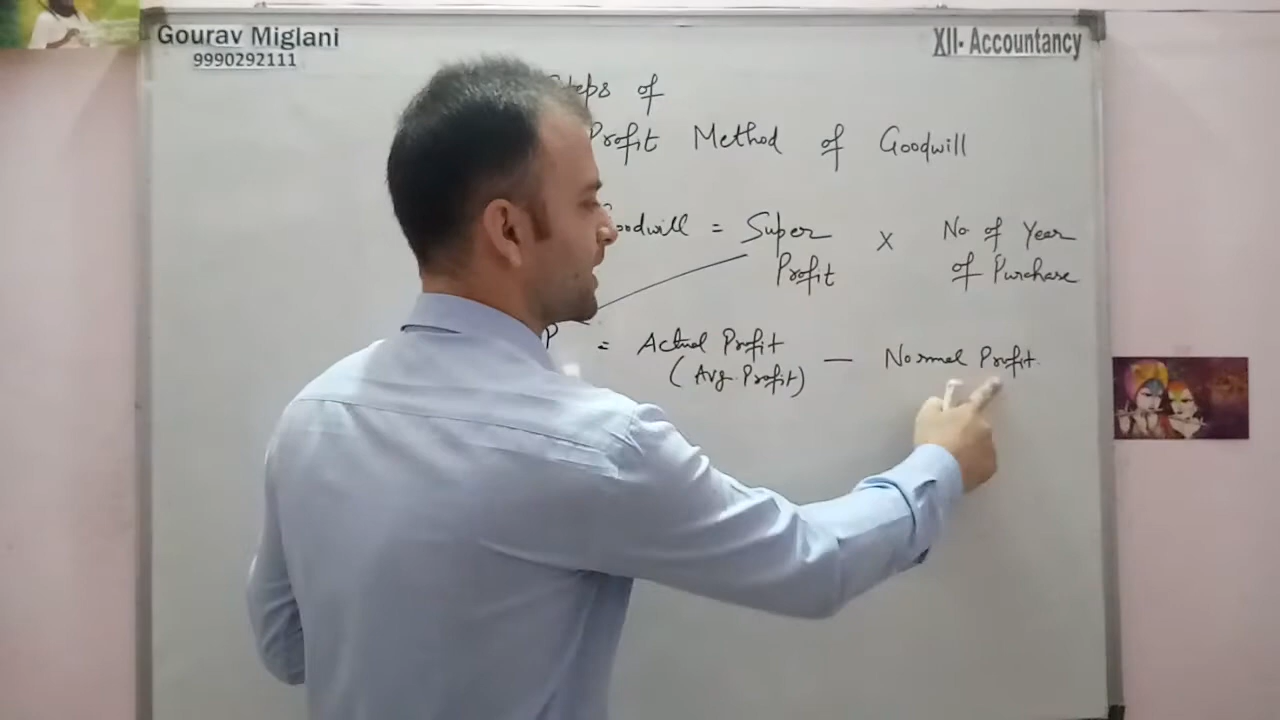 Gourav Miglani
9990292111
XII- Accountancy
Steps of
Profit Method of Goodwill
Goodwill = Super Profit X No of Year of Purchase
P = Actual Profit (Avg. Profit) — Normal Profit.